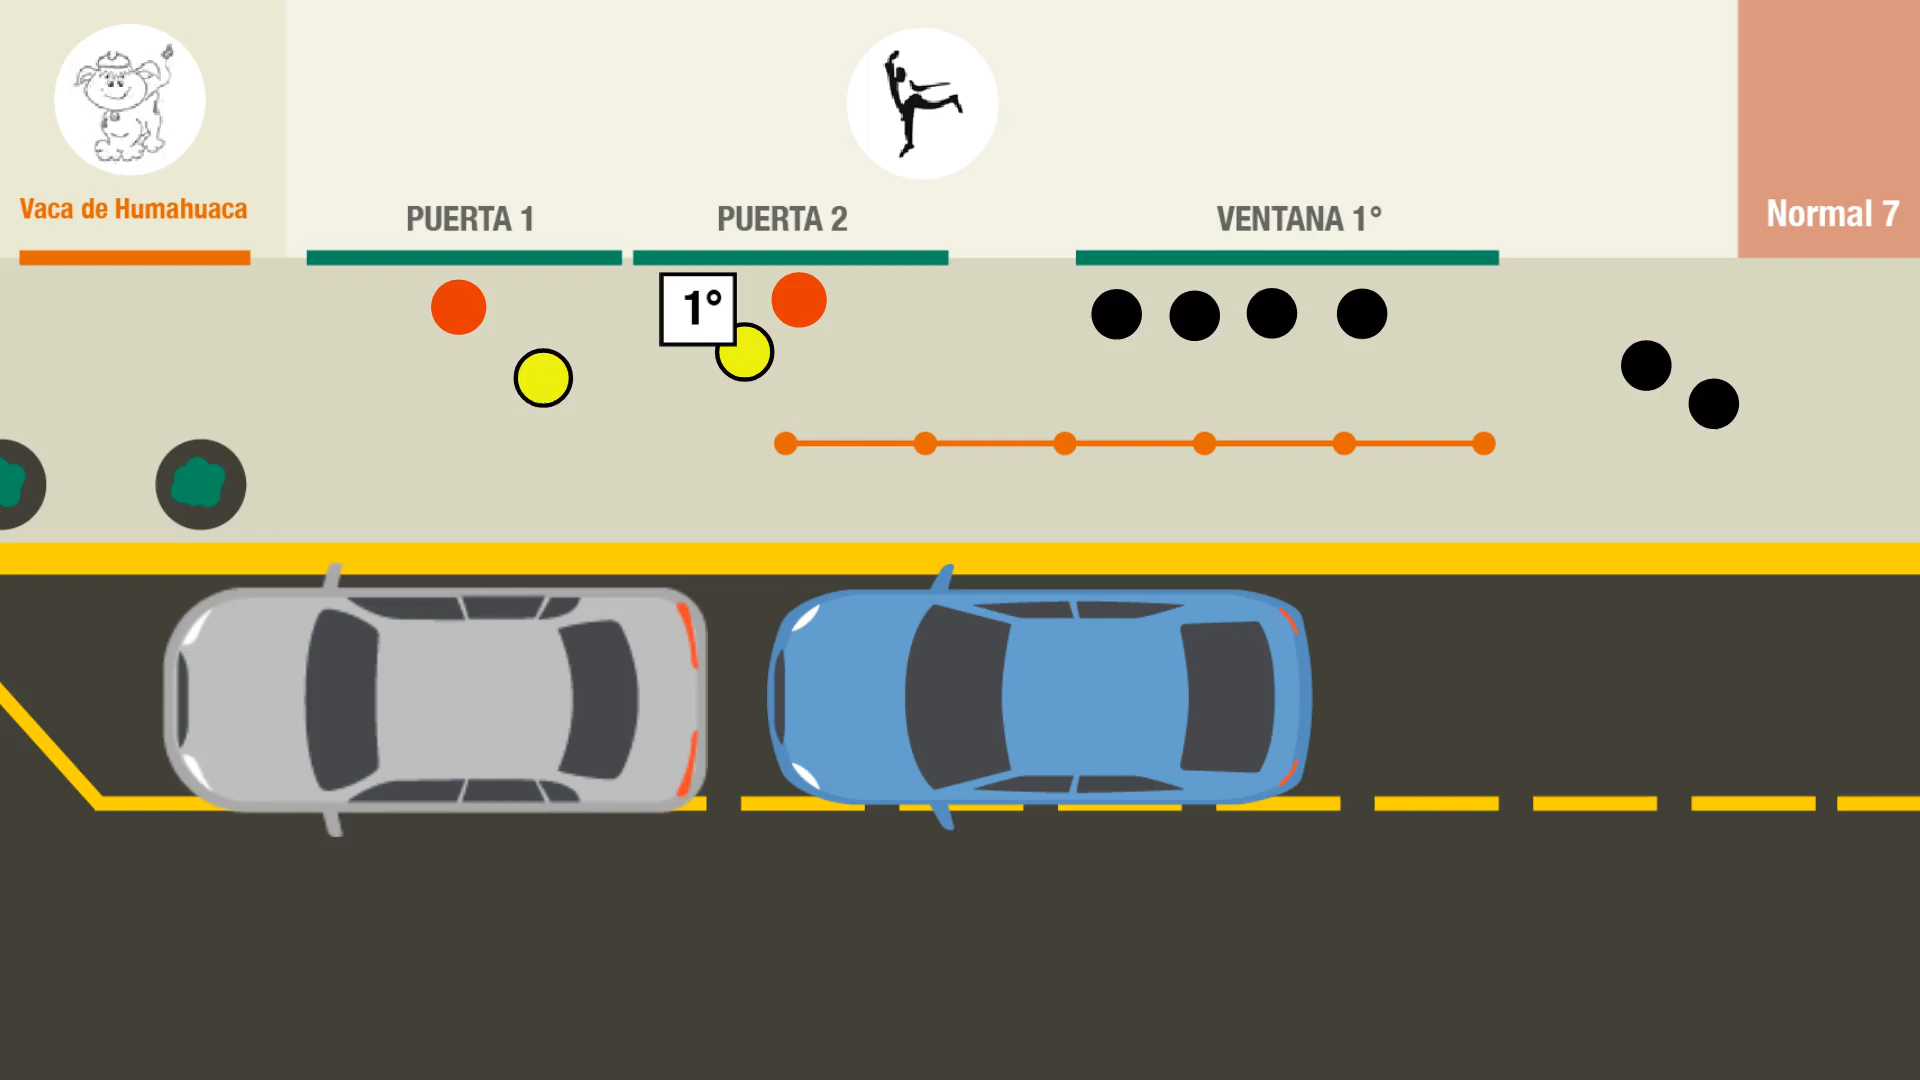 Vaca de Humahuaca
PUERTA 1
PUERTA 2
VENTANA 1°
Normal 7
1°